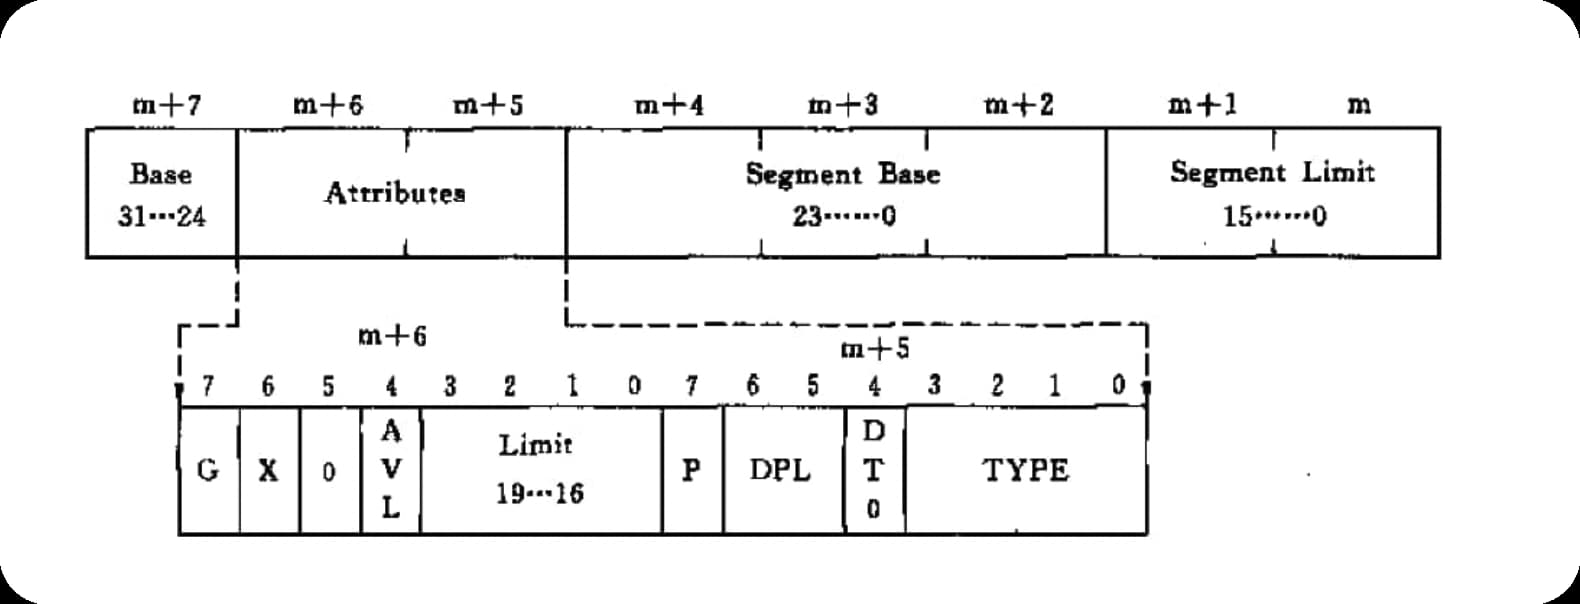 m+7 m+6 m+5 m+4 m+3 m+2 m+1 m
Base Attributes Segment Base Segment Limit
31···24 23·······0 15······0
m+6 m+5
7 6 5 4 3 2 1 0 7 6 5 4 3 2 1 0
G X 0 AVL Limit P DPL DT0 TYPE
19···16